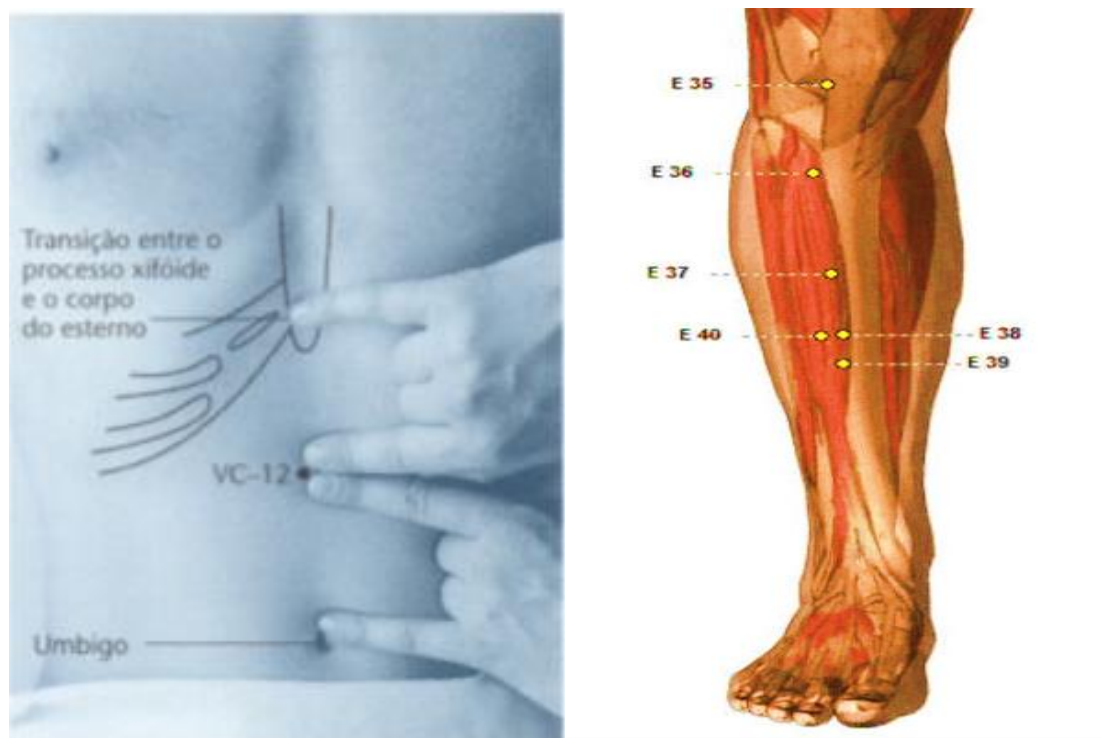 Transição entre o
processo xifóide
e o corpo
do esterno
VC-12
Umbigo
E 35
E 36
E 37
E 40
E 38
E 39